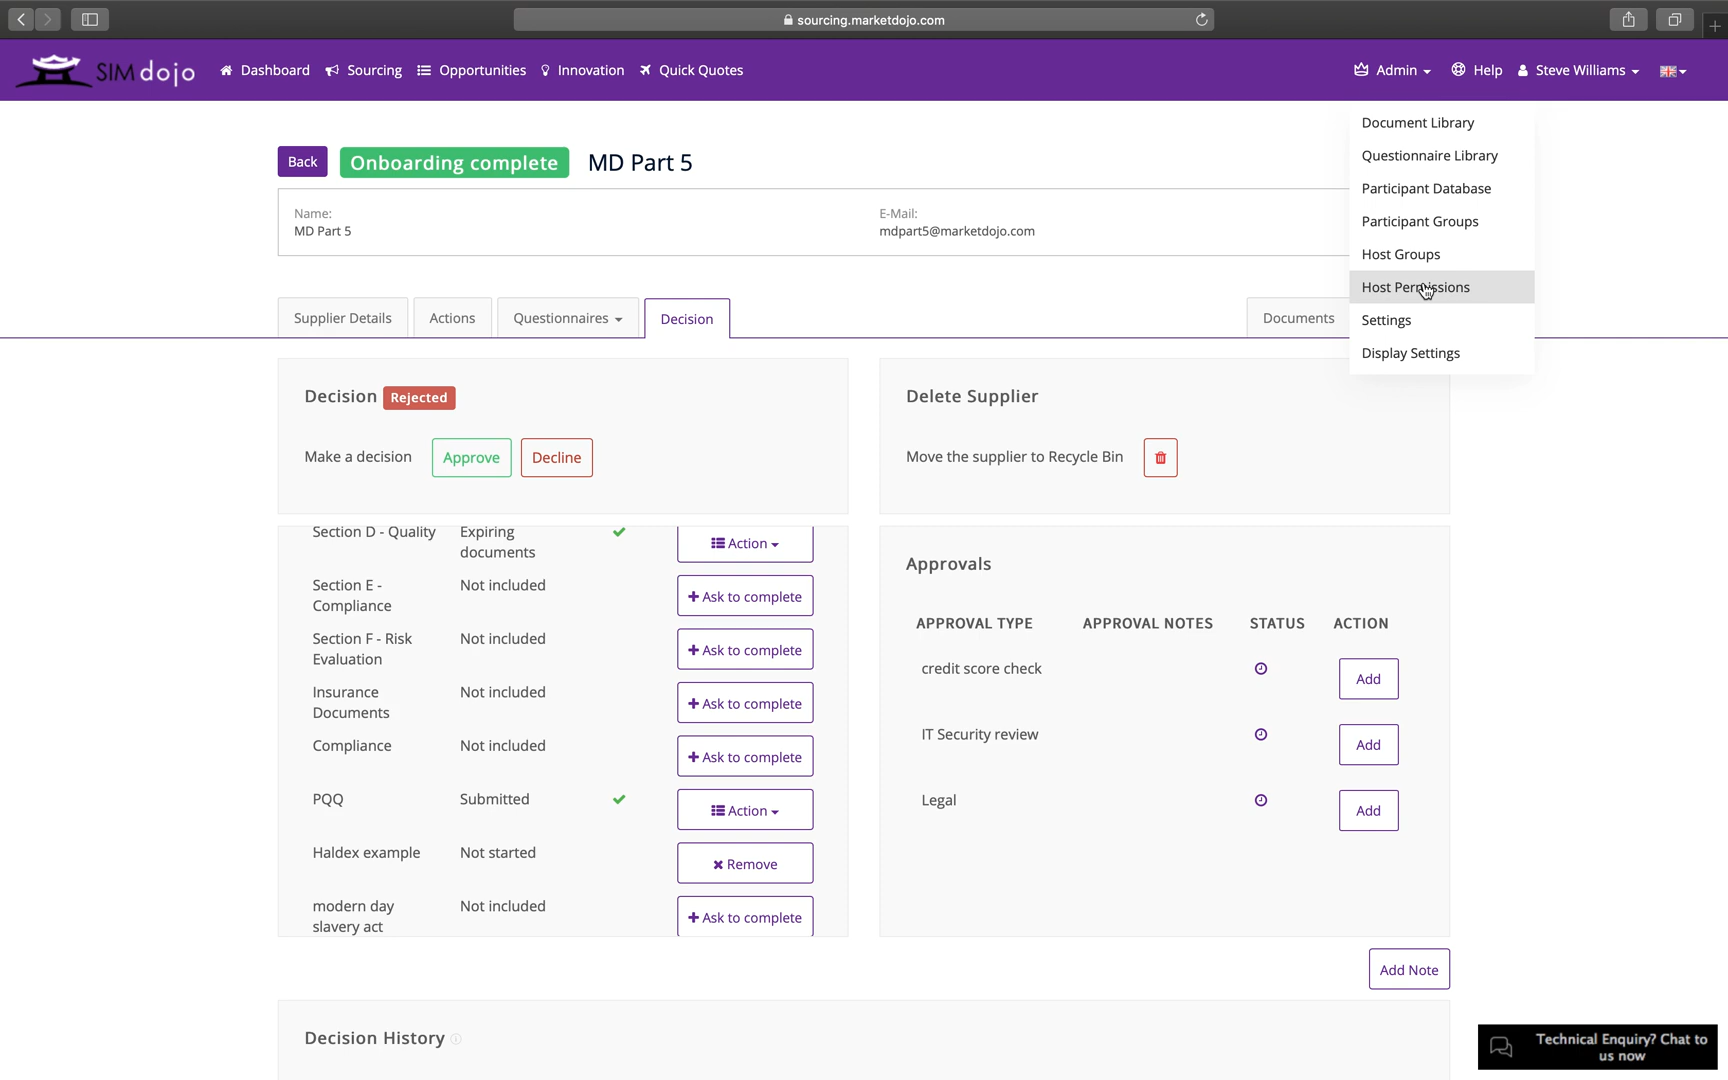 sourcing.marketdojo.com
SIMdojo
Dashboard
Sourcing
Opportunities
Innovation
Quick Quotes
Admin
Help
Steve Williams
Document Library
Questionnaire Library
Participant Database
Participant Groups
Host Groups
Host Permissions
Settings
Display Settings
Back
Onboarding complete
MD Part 5
Name:
MD Part 5
E-Mail:
mdpart5@marketdojo.com
Supplier Details
Actions
Questionnaires
Decision
Documents
Decision Rejected
Make a decision
Approve
Decline
Delete Supplier
Move the supplier to Recycle Bin
Section D - Quality
Expiring
documents
Action
Section E -
Compliance
Not included
+ Ask to complete
Section F - Risk
Evaluation
Not included
+ Ask to complete
Insurance
Documents
Not included
+ Ask to complete
Compliance
Not included
+ Ask to complete
PQQ
Submitted
Action
Haldex example
Not started
Remove
modern day
slavery act
Not included
+ Ask to complete
Approvals
APPROVAL TYPE
APPROVAL NOTES
STATUS
ACTION
credit score check
Add
IT Security review
Add
Legal
Add
Add Note
Decision History
Technical Enquiry? Chat to
us now